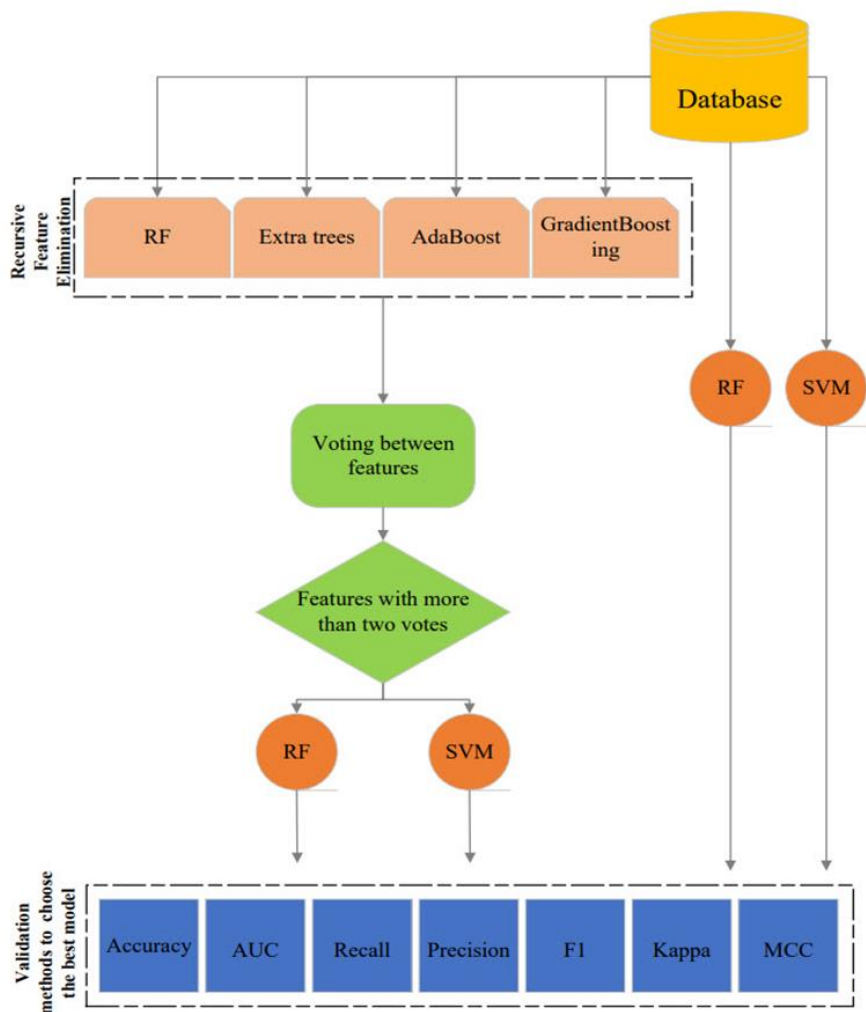 Database
Recursive
Feature
Elimination
RF
Extra trees
AdaBoost
GradientBoost
ing
RF
SVM
Voting between
features
Features with more
than two votes
RF
SVM
Validation
methods to choose
the best model
Accuracy
AUC
Recall
Precision
F1
Kappa
MCC